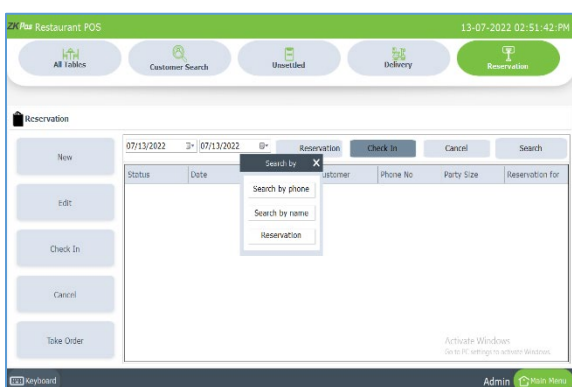 ZKPos Restaurant POS 13-07-2022 02:51:42:PM
All Tables Customer Search Unsettled Delivery Reservation
Reservation
New
Edit
Check In
Cancel
Take Order
07/13/2022 07/13/2022 Reservation Check In Cancel Search
Status Date ustomer Phone No Party Size Reservation for
Search by X
Search by phone
Search by name
Reservation
Activate Windows
Go to PC settings to activate Windows.
Keyboard Admin Main Menu